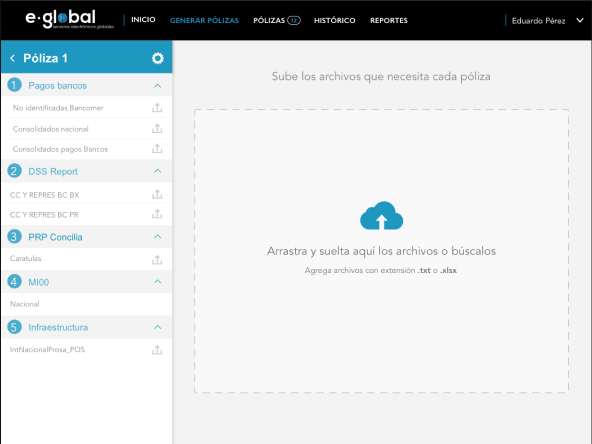 e·global
servicios electrónicos globales
INICIO
GENERAR PÓLIZAS
PÓLIZAS 12
HISTÓRICO
REPORTES
Eduardo Pérez
Póliza 1
1 Pagos bancos
No identificadas Bancomer
Consolidados nacional
Consolidados pagos Bancos
2 DSS Report
CC Y REPRES BC BX
CC Y REPRES BC PR
3 PRP Concilia
Caratulas
4 MI00
Nacional
5 Infraestructura
IntNacionalProsa_POS
Sube los archivos que necesita cada póliza
Arrastra y suelta aquí los archivos o búscalos
Agrega archivos con extensión .txt o .xlsx